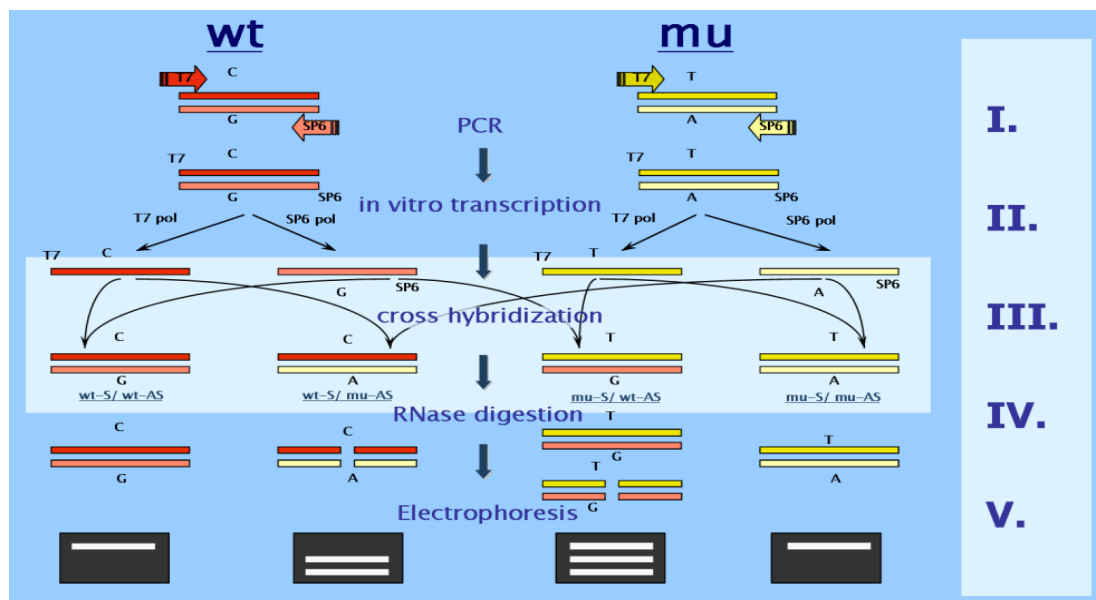 wt mu
T7 C T7 T
G SP6 A SP6
PCR
I.
C T
T7 T7
G SP6 A SP6
in vitro transcription
II.
T7 pol SP6 pol T7 pol SP6 pol
T7 C T7 T
G SP6 A SP6
cross hybridization
III.
C C T T
G A G A
wt-S/ wt-AS wt-S/ mu-AS mu-S/ wt-AS mu-S/ mu-AS
RNase digestion
IV.
C C T T
G
T
G A G A
Electrophoresis
V.